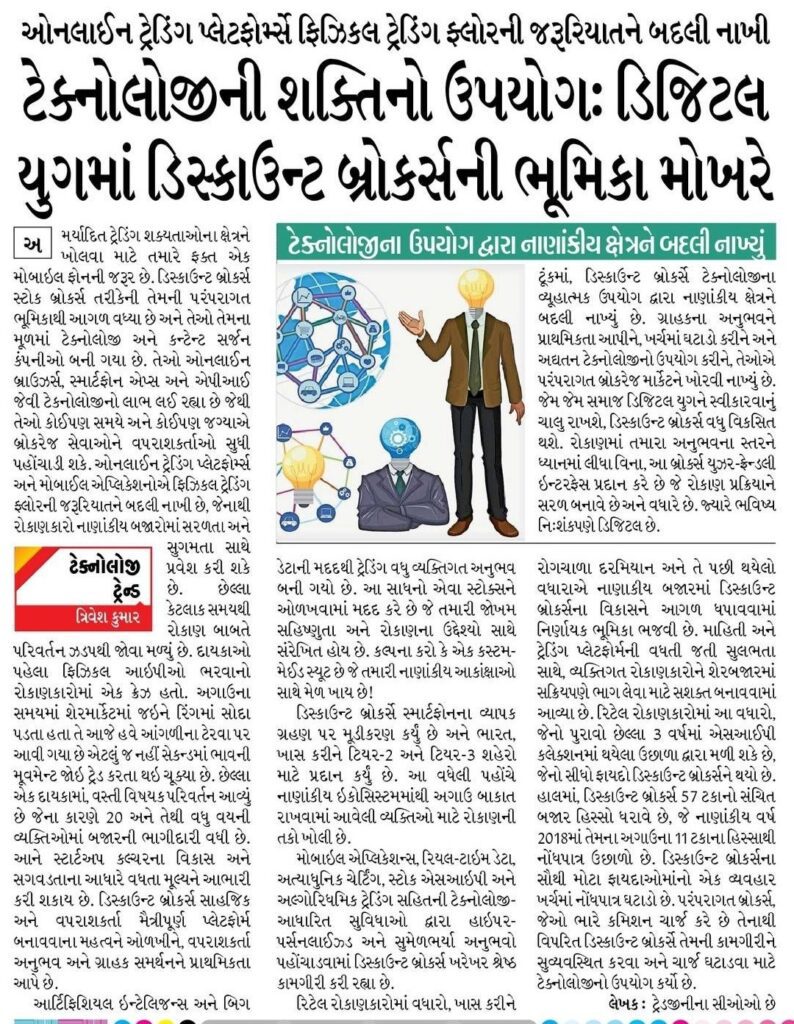 ઓનલાઈન ટ્રેડિંગ પ્લેટફોર્મ્સે ફિઝિકલ ટ્રેડિંગ ફ્લોરની જરૂરિયાતને બદલી નાખી
ટેક્નોલોજીની શક્તિનો ઉપયોગઃ ડિજિટલ
યુગમાં ડિસ્કાઉન્ટ બ્રોકર્સની ભૂમિકા મોખરે
અ મર્યાદિત ટ્રેડિંગ શક્યતાઓના ક્ષેત્રને
ખોલવા માટે તમારે ફક્ત એક
મોબાઇલ ફોનની જરૂર છે. ડિસ્કાઉન્ટ બ્રોકર્સ
સ્ટોક બ્રોકર્સ તરીકેની તેમની પરંપરાગત
ભૂમિકાથી આગળ વધ્યા છે અને તેઓ તેમના
મૂળમાં ટેક્નોલોજી અને કન્ટેન્ટ સર્જન
કંપનીઓ બની ગયા છે. તેઓ ઓનલાઇન
બ્રાઉઝર્સ, સ્માર્ટફોન એપ્સ અને એપીઆઈ
જેવી ટેકનોલોજીનો લાભ લઈ રહ્યા છે જેથી
તેઓ કોઈપણ સમયે અને કોઈપણ જગ્યાએ
બ્રોકરેજ સેવાઓને વપરાશકર્તાઓ સુધી
પહોંચાડી શકે. ઓનલાઇન ટ્રેડિંગ પ્લેટફોર્મ્સ
અને મોબાઇલ એપ્લિકેશનોએ ફિઝિકલ ટ્રેડિંગ
ફ્લોરની જરૂરિયાતને બદલી નાખી છે, જેનાથી
રોકાણકારો નાણાંકીય બજારોમાં સરળતા અને
સુગમતા સાથે
પ્રવેશ કરી શકે
છે. છેલ્લા
કેટલાક સમયથી
રોકાણ બાબતે
ટેક્નોલોજી
ટ્રેન્ડ
ત્રિવેશ કુમાર
પરિવર્તન ઝડપથી જોવા મળ્યું છે. દાયકાઓ
પહેલા ફિઝિકલ આઇપીઓ ભરવાનો
રોકાણકારોમાં એક ક્રેઝ હતો. અગાઉના
સમયમાં શેરમાર્કેટમાં જઇને રિંગમાં સોદા
પડતા હતા તે આજે હવે આંગળીના ટેરવા પર
આવી ગયા છે એટલું જ નહીં સેકન્ડમાં ભાવની
મૂવમેન્ટ જોઇ ટ્રેડ કરતા થઇ ચૂક્યા છે. છેલ્લા
એક દાયકામાં, વસ્તી વિષયક પરિવર્તન આવ્યું
છે જેના કારણે 20 અને તેથી વધુ વયની
વ્યક્તિઓમાં બજારની ભાગીદારી વધી છે.
આને સ્ટાર્ટઅપ કલ્ચરના વિકાસ અને
સગવડતાના આધારે વધતા મૂલ્યને આભારી
કરી શકાય છે. ડિસ્કાઉન્ટ બ્રોકર્સ સાહજિક
અને વપરાશકર્તા મૈત્રીપૂર્ણ પ્લેટફોર્મ
બનાવવાના મહત્વને ઓળખીને, વપરાશકર્તા
અનુભવ અને ગ્રાહક સમર્થનને પ્રાથમિકતા
આપે છે.
આર્ટિફિશિયલ ઇન્ટેલિજન્સ અને બિગ
ટેક્નોલોજીના ઉપયોગ દ્વારા નાણાંકીય ક્ષેત્રને બદલી નાખ્યું
ટૂંકમાં, ડિસ્કાઉન્ટ બ્રોકર્સે ટેક્નોલોજીના
વ્યૂહાત્મક ઉપયોગ દ્વારા નાણાંકીય ક્ષેત્રને
બદલી નાખ્યું છે. ગ્રાહકના અનુભવને
પ્રાથમિકતા આપીને, ખર્ચમાં ઘટાડો કરીને અને
અદ્યતન ટેક્નોલોજીનો ઉપયોગ કરીને, તેઓએ
પરંપરાગત બ્રોકરેજ માર્કેટને ખોરવી નાખ્યું છે.
જેમ જેમ સમાજ ડિજિટલ યુગને સ્વીકારવાનું
ચાલુ રાખશે, ડિસ્કાઉન્ટ બ્રોકર્સ વધુ વિકસિત
થશે. રોકાણમાં તમારા અનુભવના સ્તરને
ધ્યાનમાં લીધા વિના, આ બ્રોકર્સ યુઝર-ફ્રેન્ડલી
ઇન્ટરફેસ પ્રદાન કરે છે જે રોકાણ પ્રક્રિયાને
સરળ બનાવે છે અને વધારે છે. જ્યારે ભવિષ્ય
નિઃશંકપણે ડિજિટલ છે.
ડેટાની મદદથી ટ્રેડિંગ વધુ વ્યક્તિગત અનુભવ
બની ગયો છે. આ સાધનો એવા સ્ટોક્સને
ઓળખવામાં મદદ કરે છે જે તમારી જોખમ
સહિષ્ણુતા અને રોકાણના ઉદ્દેશ્યો સાથે
સંરેખિત હોય છે. કલ્પના કરો કે એક કસ્ટમ-
મેઈડ સ્યૂટ છે જે તમારી નાણાંકીય આકાંક્ષાઓ
સાથે મેળ ખાય છે!
ડિસ્કાઉન્ટ બ્રોકર્સે સ્માર્ટફોનના વ્યાપક
ગ્રહણ પર મૂડીકરણ કર્યું છે અને ભારત,
ખાસ કરીને ટિયર-2 અને ટિયર-3 શહેરો
માટે પ્રદાન કર્યું છે. આ વધેલી પહોંચે
નાણાંકીય ઇકોસિસ્ટમમાંથી અગાઉ બાકાત
રાખવામાં આવેલી વ્યક્તિઓ માટે રોકાણની
તકો ખોલી છે.
મોબાઇલ એપ્લિકેશન્સ, રિયલ-ટાઇમ ડેટા,
અત્યાધુનિક ચેર્ટિંગ, સ્ટોક એસઆઇપી અને
અલ્ગોરિધમિક ટ્રેડિંગ સહિતની ટેક્નોલોજી-
આધારિત સુવિધાઓ દ્વારા હાઇપર-
પર્સનલાઈઝ્ડ અને સુમેળભર્યા અનુભવો
પહોંચાડવામાં ડિસ્કાઉન્ટ બ્રોકર્સ ખરેખર શ્રેષ્ઠ
કામગીરી કરી રહ્યા છે.
રિટેલ રોકાણકારોમાં વધારો, ખાસ કરીને
રોગચાળા દરમિયાન અને તે પછી થયેલો
વધારાએ નાણાકીય બજારમાં ડિસ્કાઉન્ટ
બ્રોકર્સના વિકાસને આગળ ધપાવવામાં
નિર્ણાયક ભૂમિકા ભજવી છે. માહિતી અને
ટ્રેડિંગ પ્લેટફોર્મની વધતી જતી સુલભતા
સાથે, વ્યક્તિગત રોકાણકારોને શેરબજારમાં
સક્રિયપણે ભાગ લેવા માટે સશક્ત બનાવવામાં
આવ્યા છે. રિટેલ રોકાણકારોમાં આ વધારો,
જેનો પુરાવો છેલ્લા 3 વર્ષમાં એસઆઈપી
કલેક્શનમાં થયેલા ઉછાળા દ્વારા મળી શકે છે,
જેનો સીધો ફાયદો ડિસ્કાઉન્ટ બ્રોકર્સને થયો છે.
હાલમાં, ડિસ્કાઉન્ટ બ્રોકર્સ 57 ટકાનો સંચિત
બજાર હિસ્સો ધરાવે છે, જે નાણાંકીય વર્ષ
2018માં તેમના અગાઉના 11 ટકાના હિસ્સાથી
નોંધપાત્ર ઉછાળો છે. ડિસ્કાઉન્ટ બ્રોકર્સના
સૌથી મોટા ફાયદાઓમાંનો એક વ્યવહાર
ખર્ચમાં નોંધપાત્ર ઘટાડો છે. પરંપરાગત બ્રોકર્સ,
જેઓ ભારે કમિશન ચાર્જ કરે છે તેનાથી
વિપરિત ડિસ્કાઉન્ટ બ્રોકર્સે તેમની કામગીરીને
સુવ્યવસ્થિત કરવા અને ચાર્જ ઘટાડવા માટે
ટેક્નોલોજીનો ઉપયોગ કર્યો છે.
લેખક: ટ્રેડજીનીના સીઓઓ છે